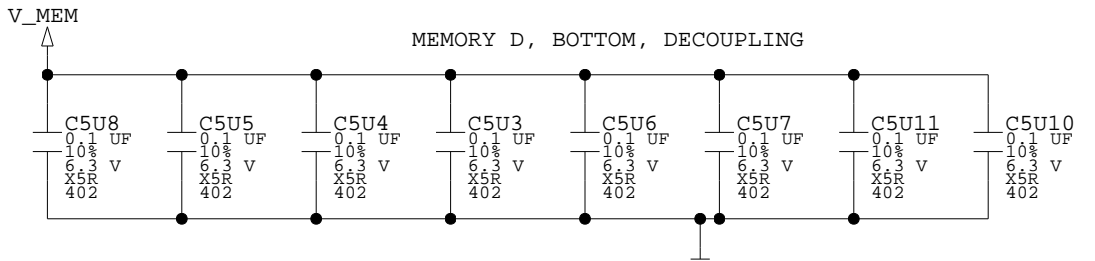 V_MEM
MEMORY D, BOTTOM, DECOUPLING
C5U8
0.1 UF
10%
6.3 V
X5R
402
C5U5
0.1 UF
10%
6.3 V
X5R
402
C5U4
0.1 UF
10%
6.3 V
X5R
402
C5U3
0.1 UF
10%
6.3 V
X5R
402
C5U6
0.1 UF
10%
6.3 V
X5R
402
C5U7
0.1 UF
10%
6.3 V
X5R
402
C5U11
0.1 UF
10%
6.3 V
X5R
402
C5U10
0.1 UF
10%
6.3 V
X5R
402